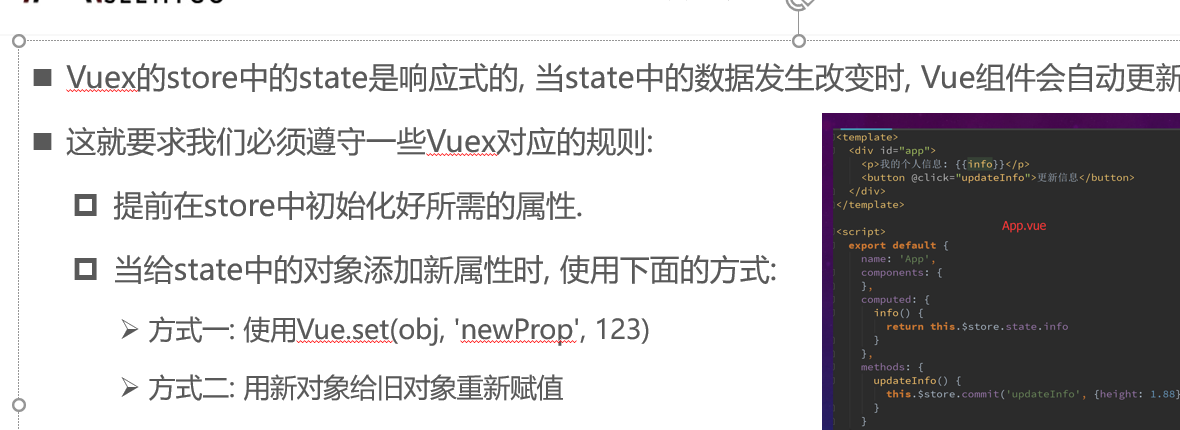 Vuex的store中的state是响应式的, 当state中的数据发生改变时, Vue组件会自动更新
这就要求我们必须遵守一些Vuex对应的规则:
提前在store中初始化好所需的属性.
当给state中的对象添加新属性时, 使用下面的方式:
方式一: 使用Vue.set(obj, 'newProp', 123)
方式二: 用新对象给旧对象重新赋值
<template>
<div id="app">
<p>我的个人信息: {{info}}</p>
<button @click="updateInfo">更新信息</button>
</div>
</template>
App.vue
<script>
export default {
name: 'App',
components: {
},
computed: {
info() {
return this.$store.state.info
}
},
methods: {
updateInfo() {
this.$store.commit('updateInfo', {height: 1.88}
}
}